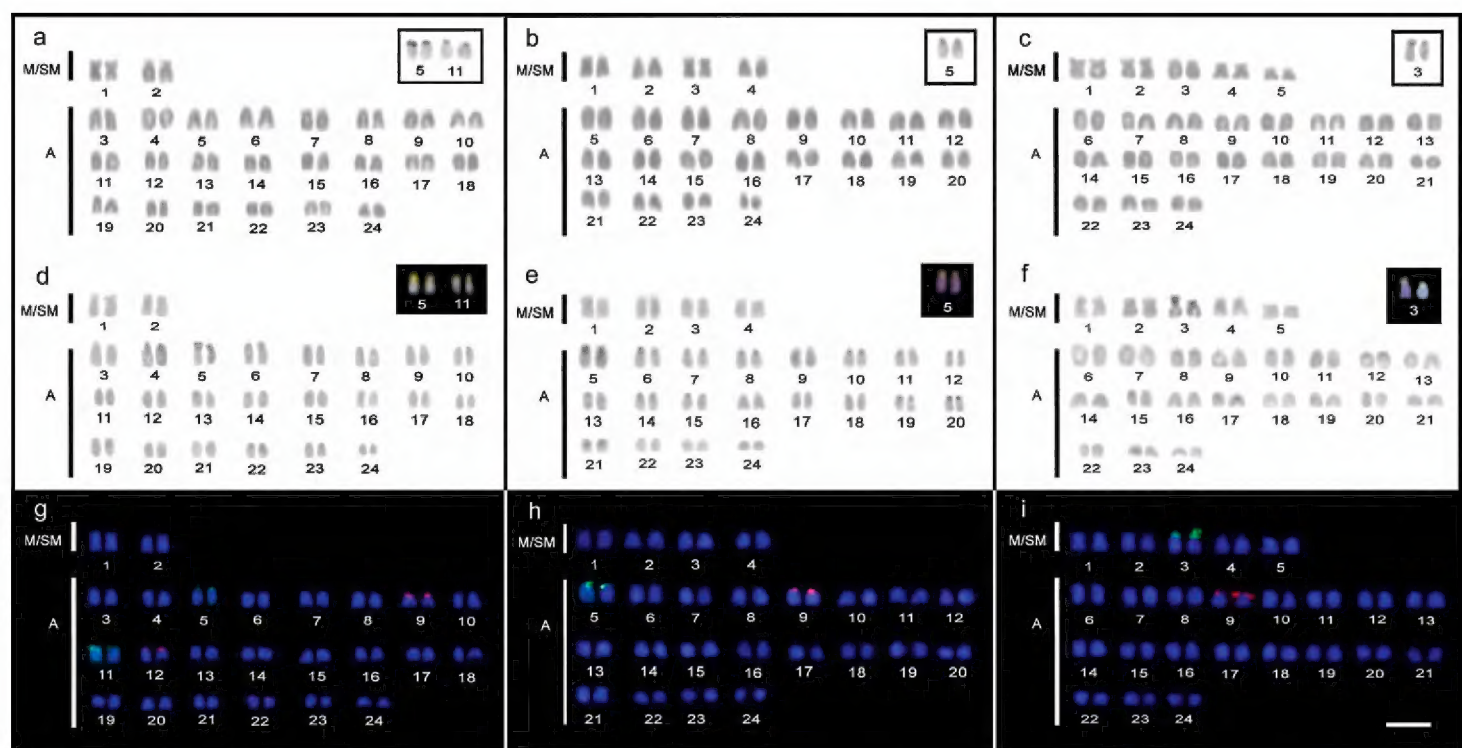 a
5 11
M/SM
1 2
A
3 4 5 6 7 8 9 10
11 12 13 14 15 16 17 18
19 20 21 22 23 24
b
5
M/SM
1 2 3 4
A
5 6 7 8 9 10 11 12
13 14 15 16 17 18 19 20
21 22 23 24
c
3
M/SM
1 2 3 4 5
A
6 7 8 9 10 11 12 13
14 15 16 17 18 19 20 21
22 23 24
d
5 11
M/SM
1 2
A
3 4 5 6 7 8 9 10
11 12 13 14 15 16 17 18
19 20 21 22 23 24
e
5
M/SM
1 2 3 4
A
5 6 7 8 9 10 11 12
13 14 15 16 17 18 19 20
21 22 23 24
f
3
M/SM
1 2 3 4 5
A
6 7 8 9 10 11 12 13
14 15 16 17 18 19 20 21
22 23 24
g
M/SM
1 2
A
3 4 5 6 7 8 9 10
11 12 13 14 15 16 17 18
19 20 21 22 23 24
h
M/SM
1 2 3 4
A
5 6 7 8 9 10 11 12
13 14 15 16 17 18 19 20
21 22 23 24
i
M/SM
1 2 3 4 5
A
6 7 8 9 10 11 12 13
14 15 16 17 18 19 20 21
22 23 24